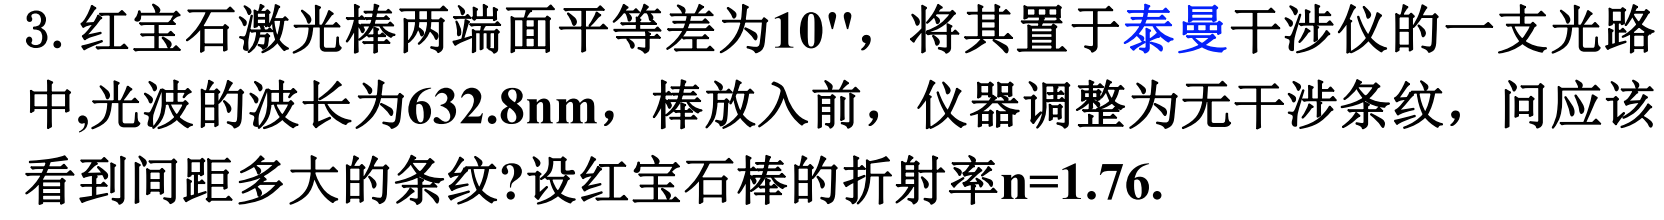 3. 红宝石激光棒两端面平等差为10'', 将其置于泰曼干涉仪的一支光路
中,光波的波长为632.8nm，棒放入前，仪器调整为无干涉条纹，问应该
看到间距多大的条纹?设红宝石棒的折射率n=1.76.